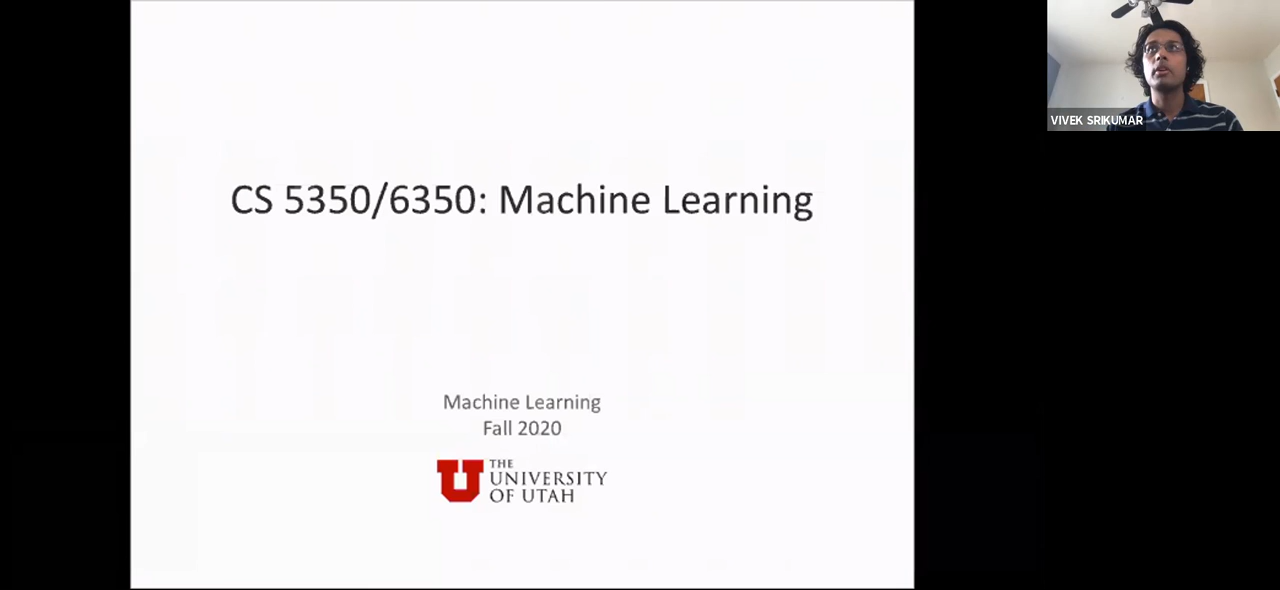 CS 5350/6350: Machine Learning
Machine Learning
Fall 2020
THE
UNIVERSITY
OF UTAH
VIVEK SRIKUMAR